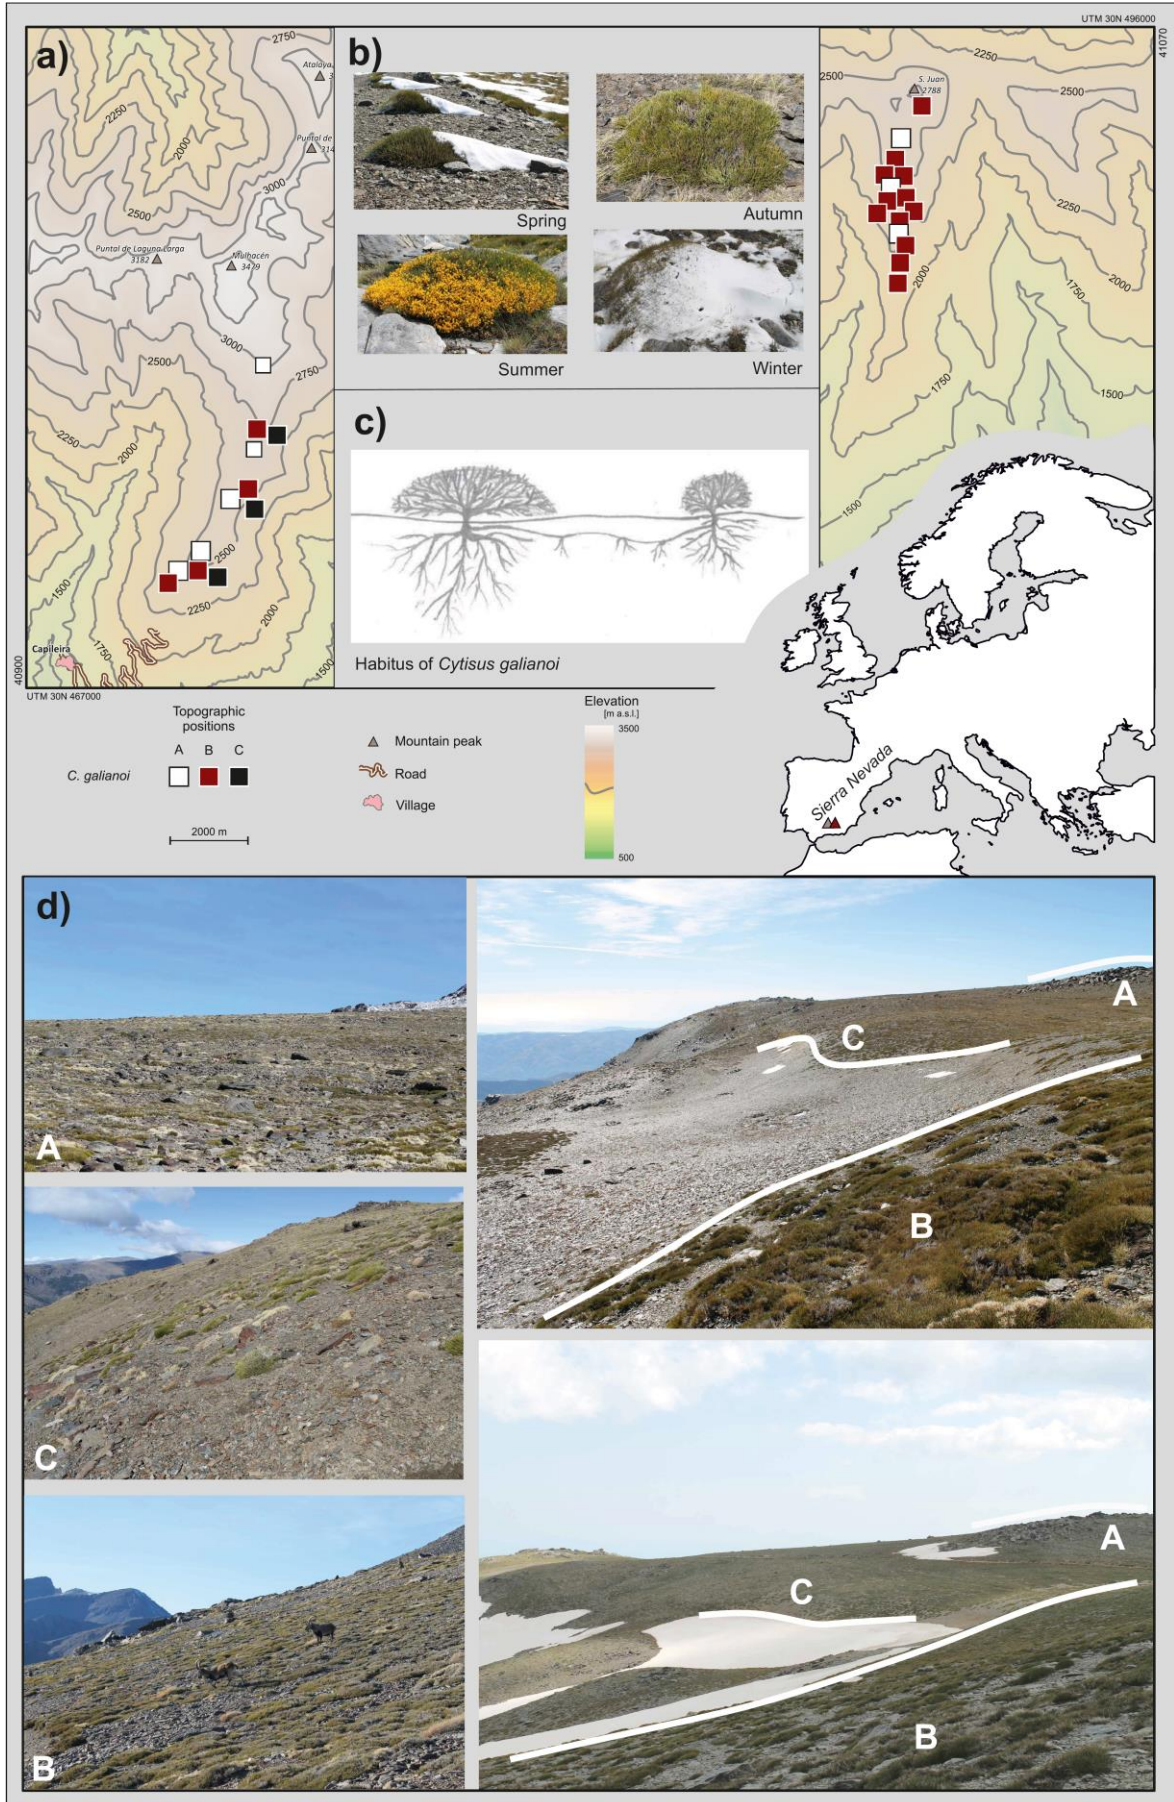 UTM 30N 496000
41070
a)
2750
Atalaya
3
Puntal de
314
2250
2000
3000
2500
Puntal de Laguna Larga
3182
Mulhacén
3479
3000
2500
2750
2250
2000
2500
2250
2000
1500
1750
1500
Capileira
40900
UTM 30N 467000
b)
Spring
Autumn
Summer
Winter
c)
Habitus of Cytisus galianoi
2250
2500
S. Juan
2788
2500
2250
2000
1750
2000
1750
1500
1500
Topographic
positions
A B C
C. galianoi
2000 m
Mountain peak
Road
Village
Elevation
[m a.s.l.]
3500
500
Sierra Nevada
d)
A
C
B
A
C
B
A
C
B